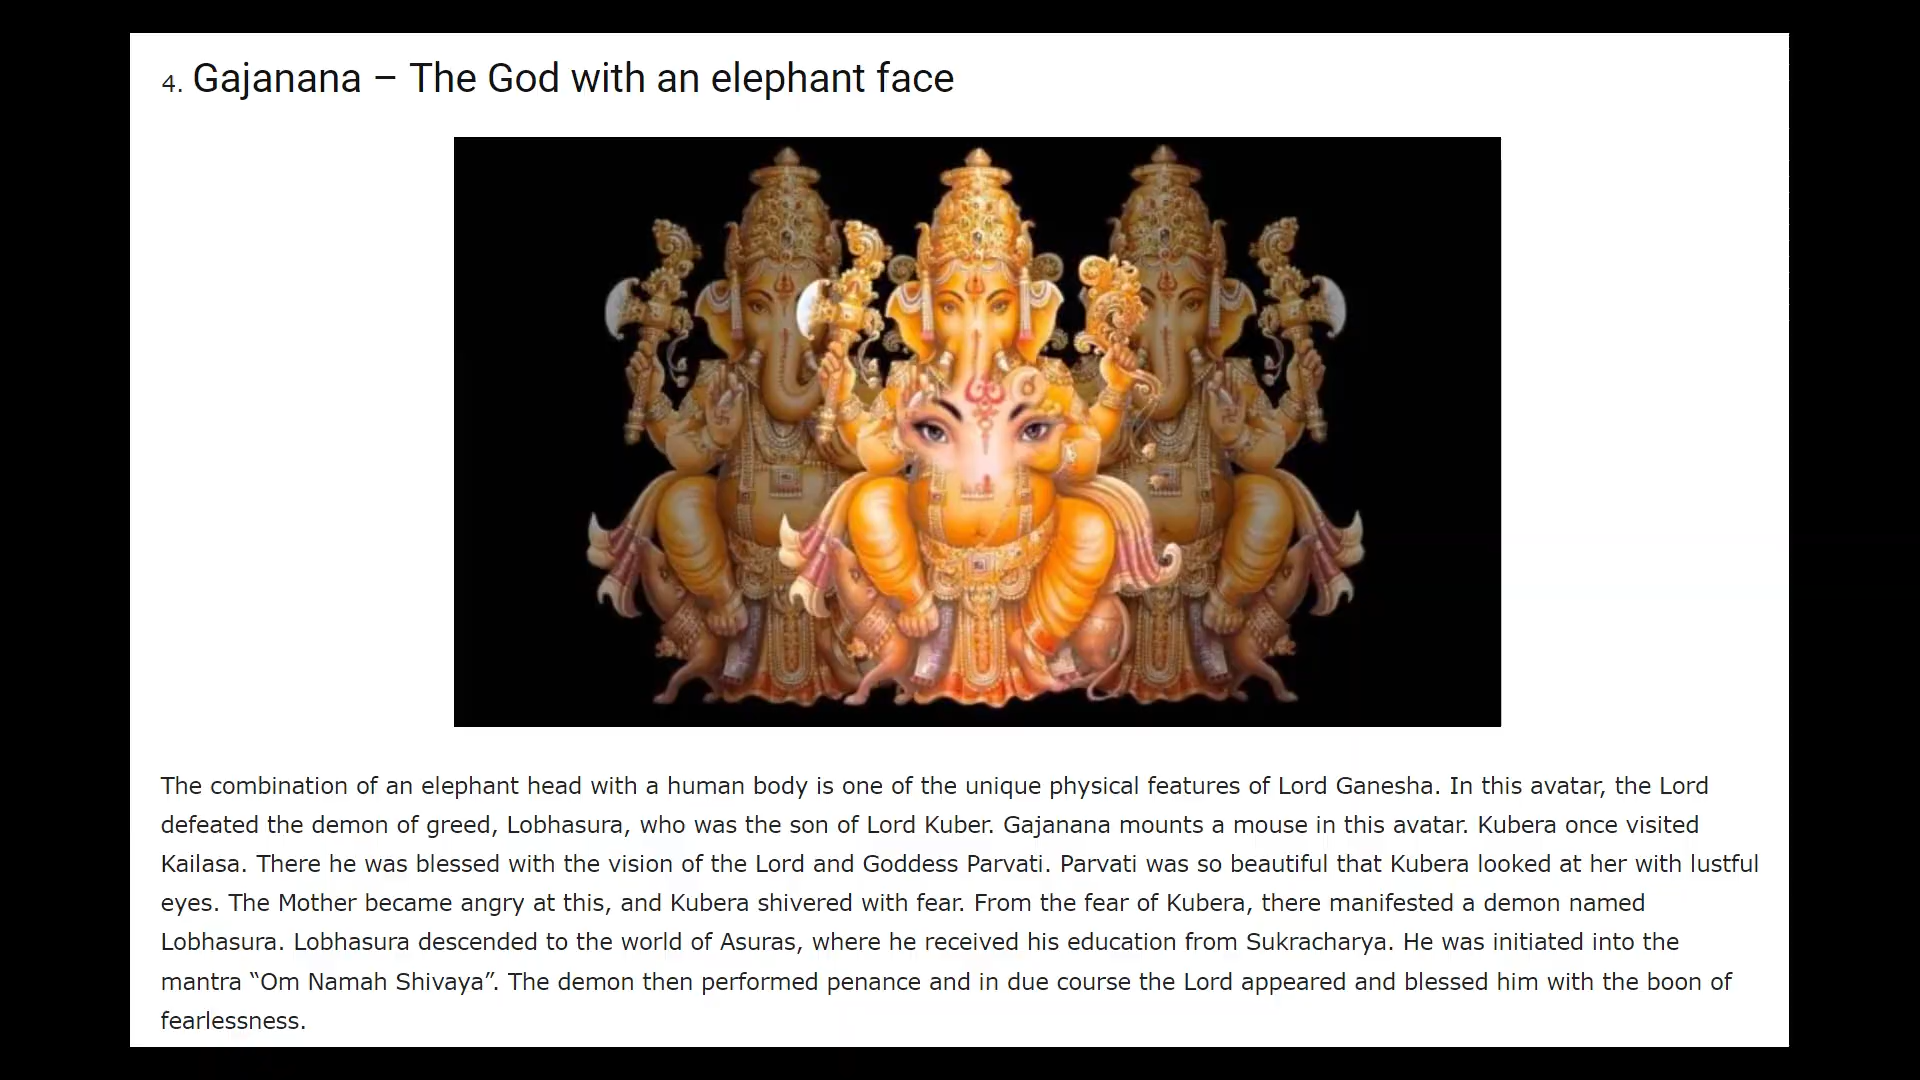 4. Gajanana – The God with an elephant face
The combination of an elephant head with a human body is one of the unique physical features of Lord Ganesha. In this avatar, the Lord
defeated the demon of greed, Lobhasura, who was the son of Lord Kuber. Gajanana mounts a mouse in this avatar. Kubera once visited
Kailasa. There he was blessed with the vision of the Lord and Goddess Parvati. Parvati was so beautiful that Kubera looked at her with lustful
eyes. The Mother became angry at this, and Kubera shivered with fear. From the fear of Kubera, there manifested a demon named
Lobhasura. Lobhasura descended to the world of Asuras, where he received his education from Sukracharya. He was initiated into the
mantra “Om Namah Shivaya”. The demon then performed penance and in due course the Lord appeared and blessed him with the boon of
fearlessness.